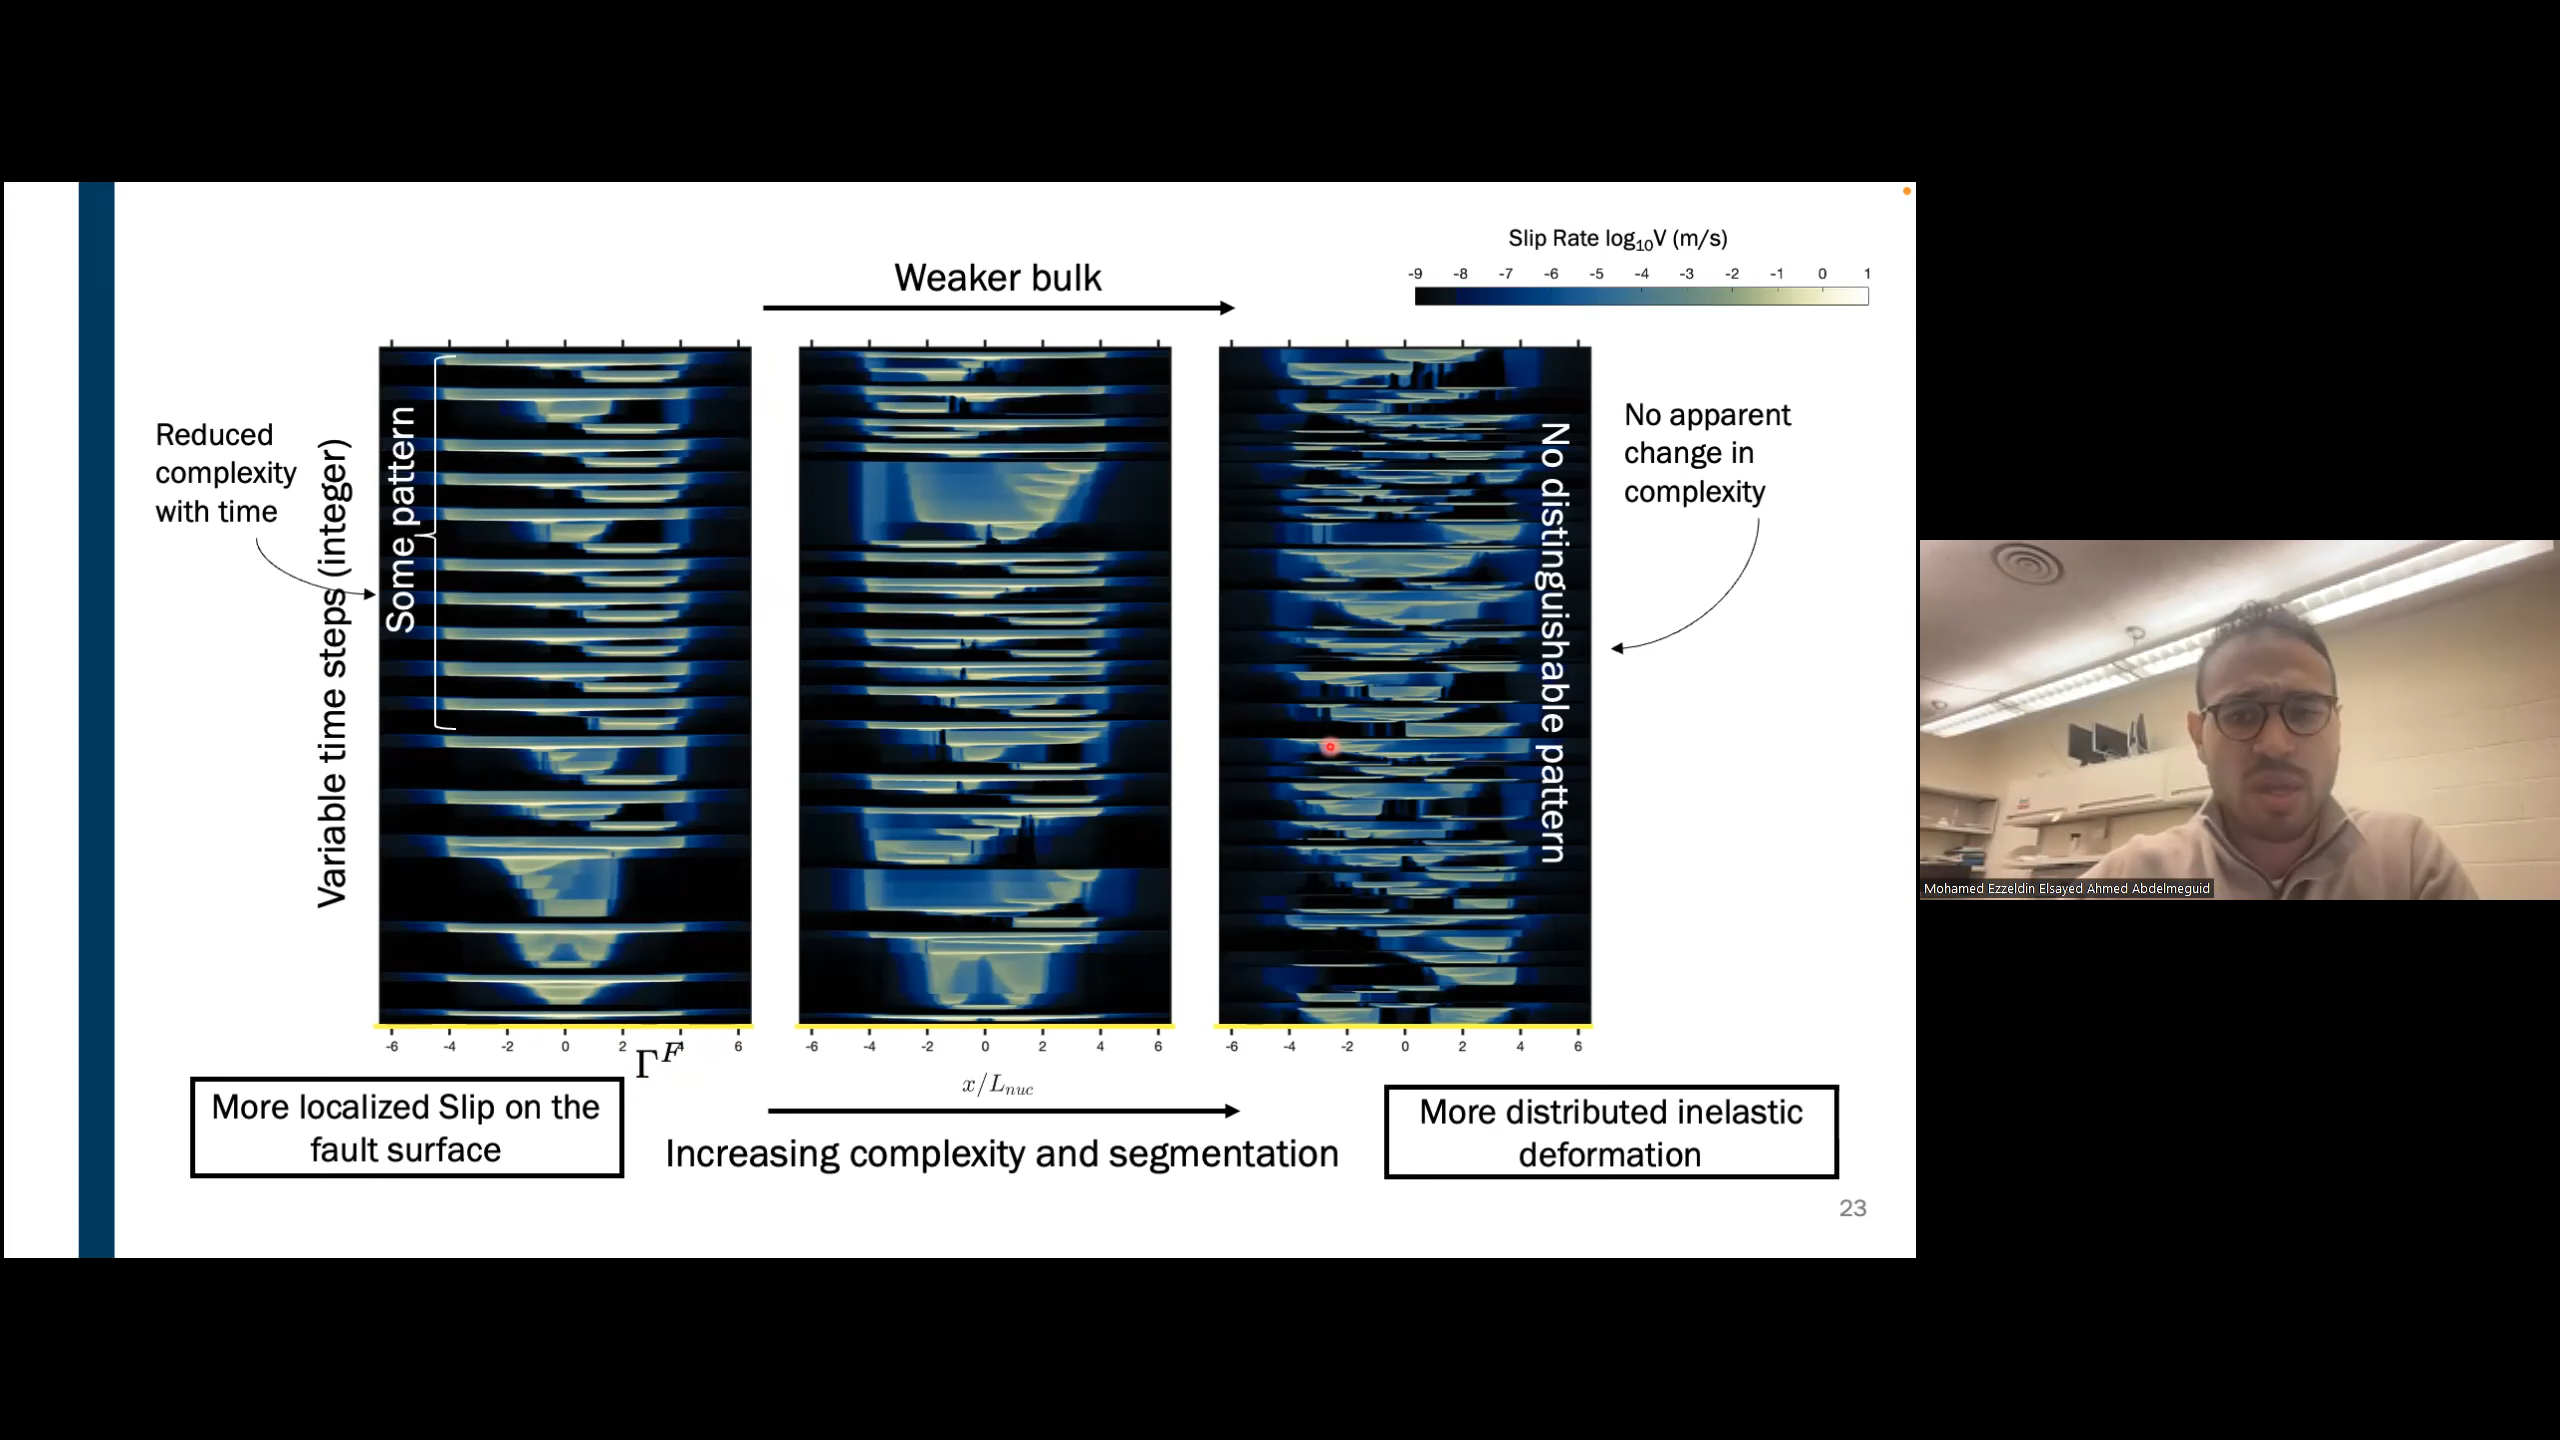 Slip Rate log₁₀V (m/s)
-9 -8 -7 -6 -5 -4 -3 -2 -1 0 1
Weaker bulk
Reduced
complexity
with time
Variable time steps (integer)
Some pattern
No distinguishable pattern
No apparent
change in
complexity
-6 -4 -2 0 2 4 6
-6 -4 -2 0 2 4 6
-6 -4 -2 0 2 4 6
Γ^F
x/L_nuc
More localized Slip on the
fault surface
Increasing complexity and segmentation
More distributed inelastic
deformation
23
Mohamed Ezzeldin Elsayed Ahmed Abdelmeguid